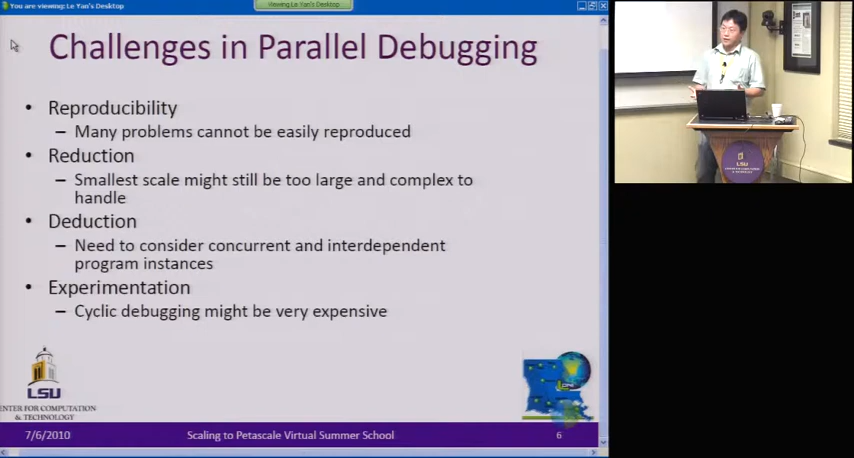 You are viewing: Le Yan's Desktop
Viewing Le Yan's Desktop
Challenges in Parallel Debugging
• Reproducibility
– Many problems cannot be easily reproduced
• Reduction
– Smallest scale might still be too large and complex to
handle
• Deduction
– Need to consider concurrent and interdependent
program instances
• Experimentation
– Cyclic debugging might be very expensive
LSU
CENTER FOR COMPUTATION
& TECHNOLOGY
7/6/2010
Scaling to Petascale Virtual Summer School
6
LSU